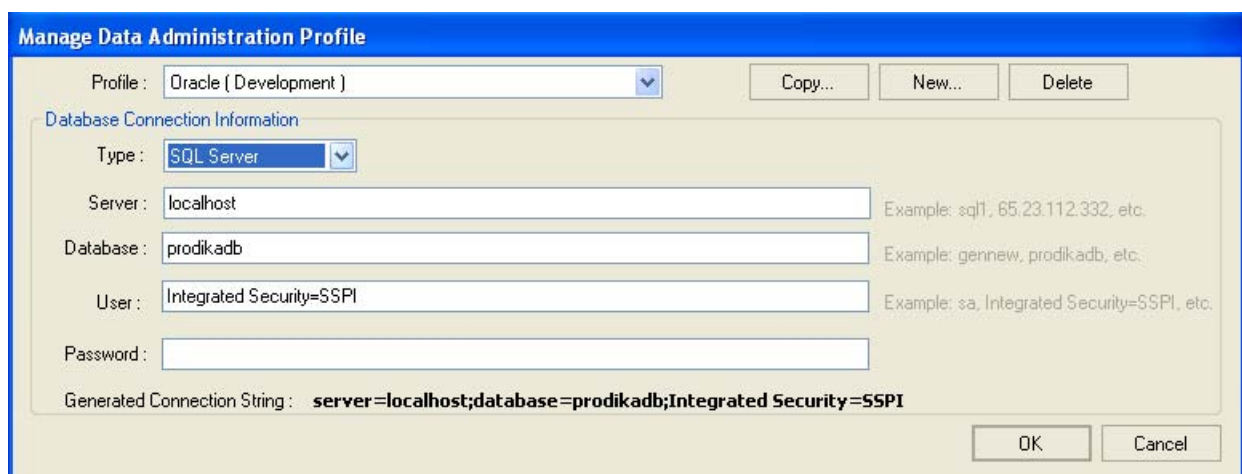 Manage Data Administration Profile
Profile : Oracle ( Development ) Copy... New... Delete
Database Connection Information
Type : SQL Server
Server : localhost Example: sql1, 65.23.112.332, etc.
Database : prodikadb Example: gennew, prodikadb, etc.
User : Integrated Security=SSPI Example: sa, Integrated Security=SSPI, etc.
Password :
Generated Connection String : server=localhost;database=prodikadb;Integrated Security=SSPI
OK Cancel